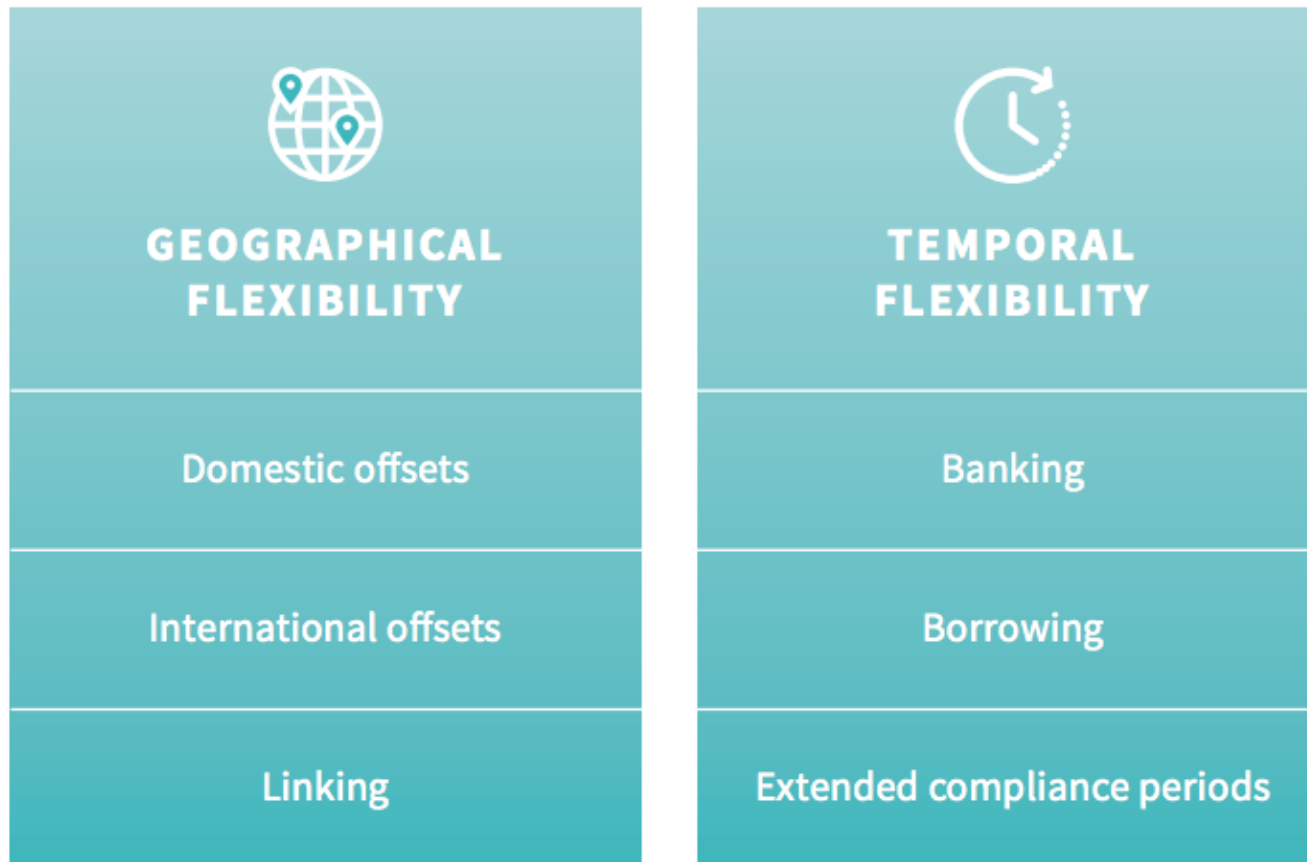 GEOGRAPHICAL
FLEXIBILITY
Domestic offsets
International offsets
Linking
TEMPORAL
FLEXIBILITY
Banking
Borrowing
Extended compliance periods